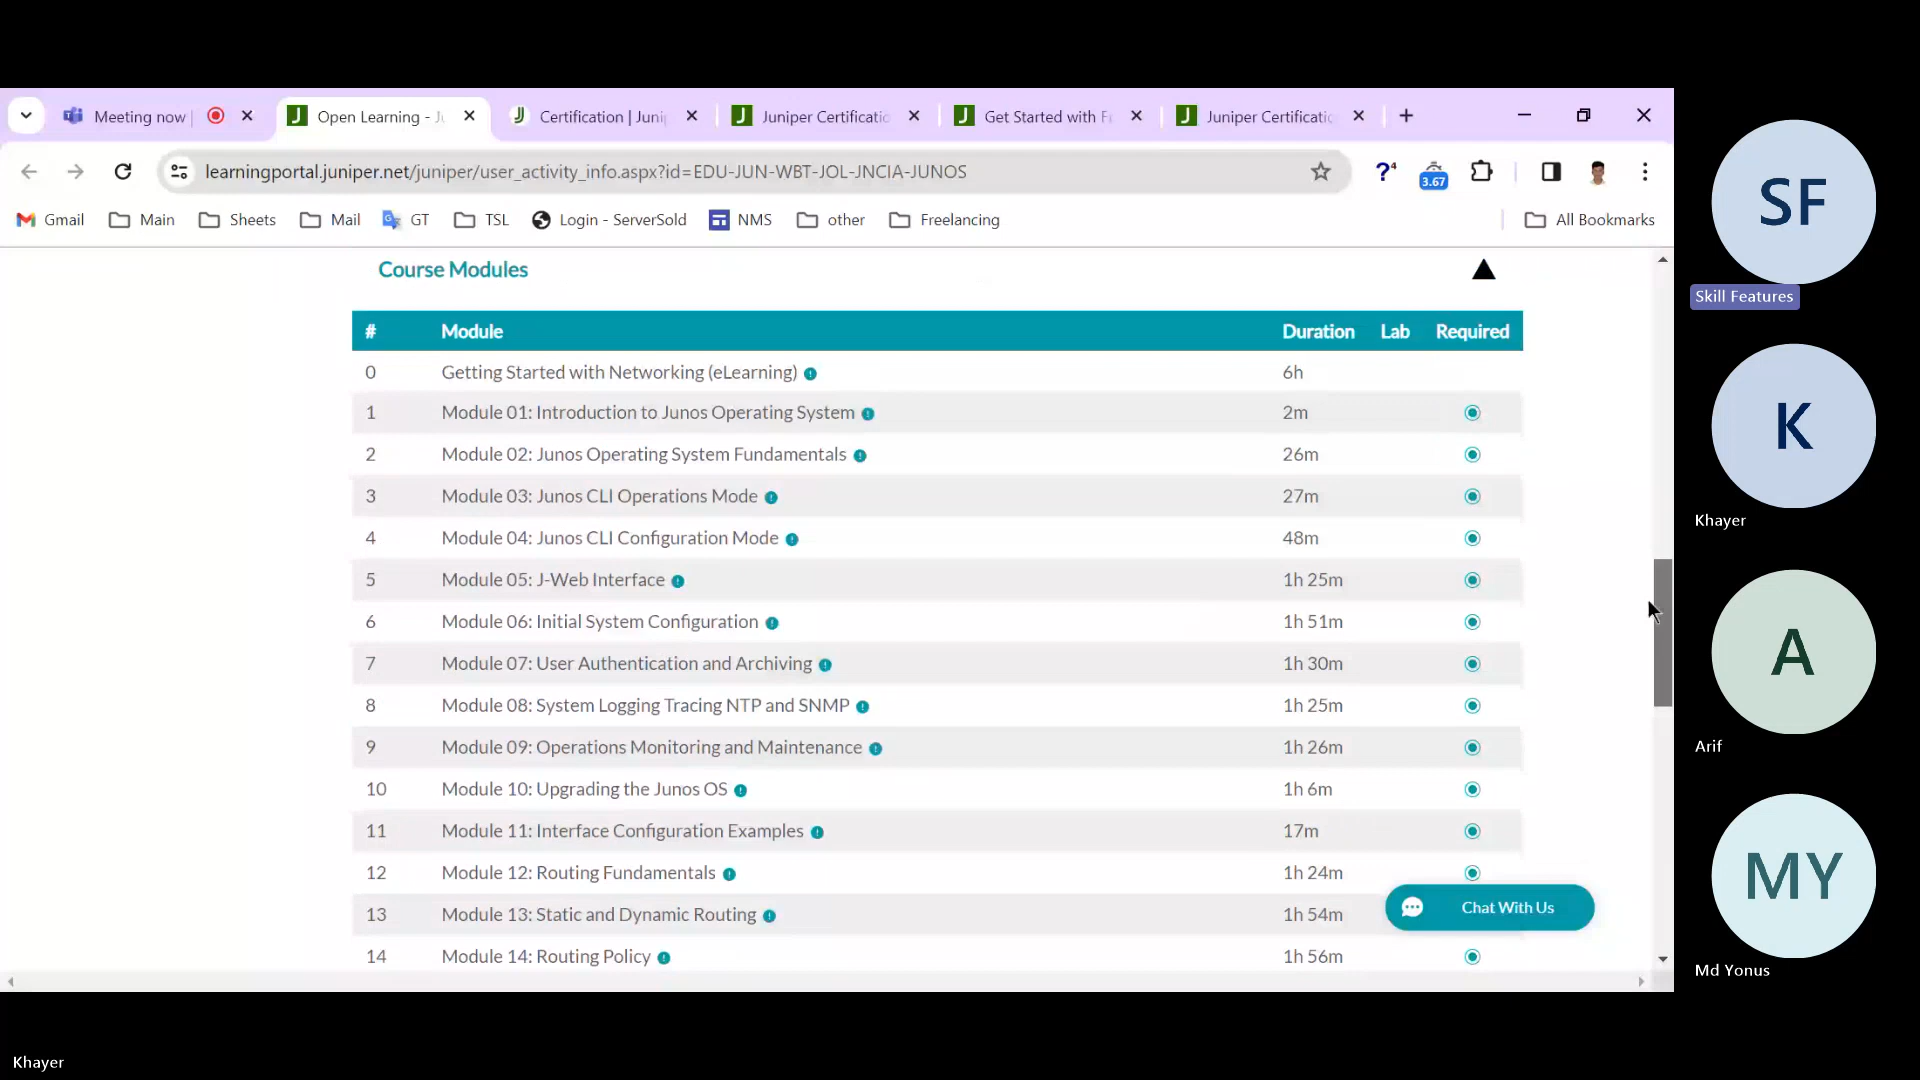 Meeting now
Open Learning - J
Certification | Juni
Juniper Certificatio
Get Started with F
Juniper Certificatio
learningportal.juniper.net/juniper/user_activity_info.aspx?id=EDU-JUN-WBT-JOL-JNCIA-JUNOS
3.67
Gmail Main Sheets Mail GT TSL Login - ServerSold NMS other Freelancing All Bookmarks
Course Modules
# Module Duration Lab Required
0 Getting Started with Networking (eLearning) 6h
1 Module 01: Introduction to Junos Operating System 2m
2 Module 02: Junos Operating System Fundamentals 26m
3 Module 03: Junos CLI Operations Mode 27m
4 Module 04: Junos CLI Configuration Mode 48m
5 Module 05: J-Web Interface 1h 25m
6 Module 06: Initial System Configuration 1h 51m
7 Module 07: User Authentication and Archiving 1h 30m
8 Module 08: System Logging Tracing NTP and SNMP 1h 25m
9 Module 09: Operations Monitoring and Maintenance 1h 26m
10 Module 10: Upgrading the Junos OS 1h 6m
11 Module 11: Interface Configuration Examples 17m
12 Module 12: Routing Fundamentals 1h 24m
13 Module 13: Static and Dynamic Routing 1h 54m
14 Module 14: Routing Policy 1h 56m
Chat With Us
SF
Skill Features
K
Khayer
A
Arif
MY
Md Yonus
Khayer